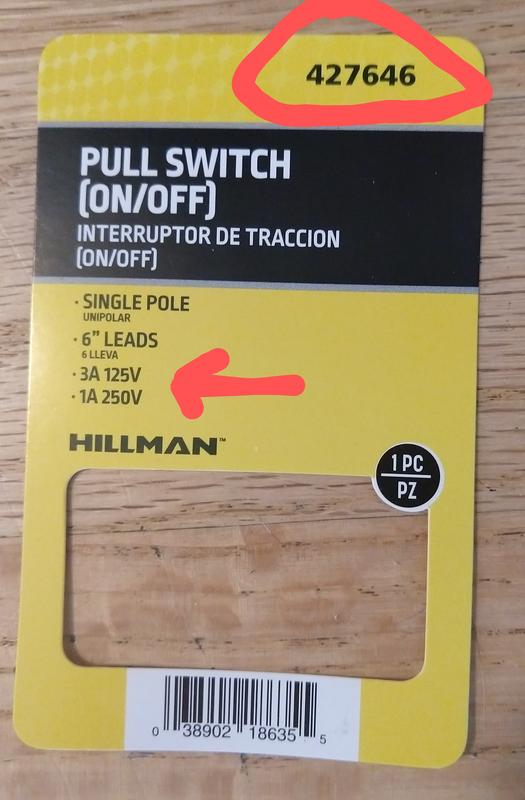 427646
PULL SWITCH
(ON/OFF)
INTERRUPTOR DE TRACCION
(ON/OFF)
· SINGLE POLE
UNIPOLAR
· 6” LEADS
6 LLEVA
· 3A 125V
· 1A 250V
HILLMAN™
1 PC
PZ
0 38902 18635 5